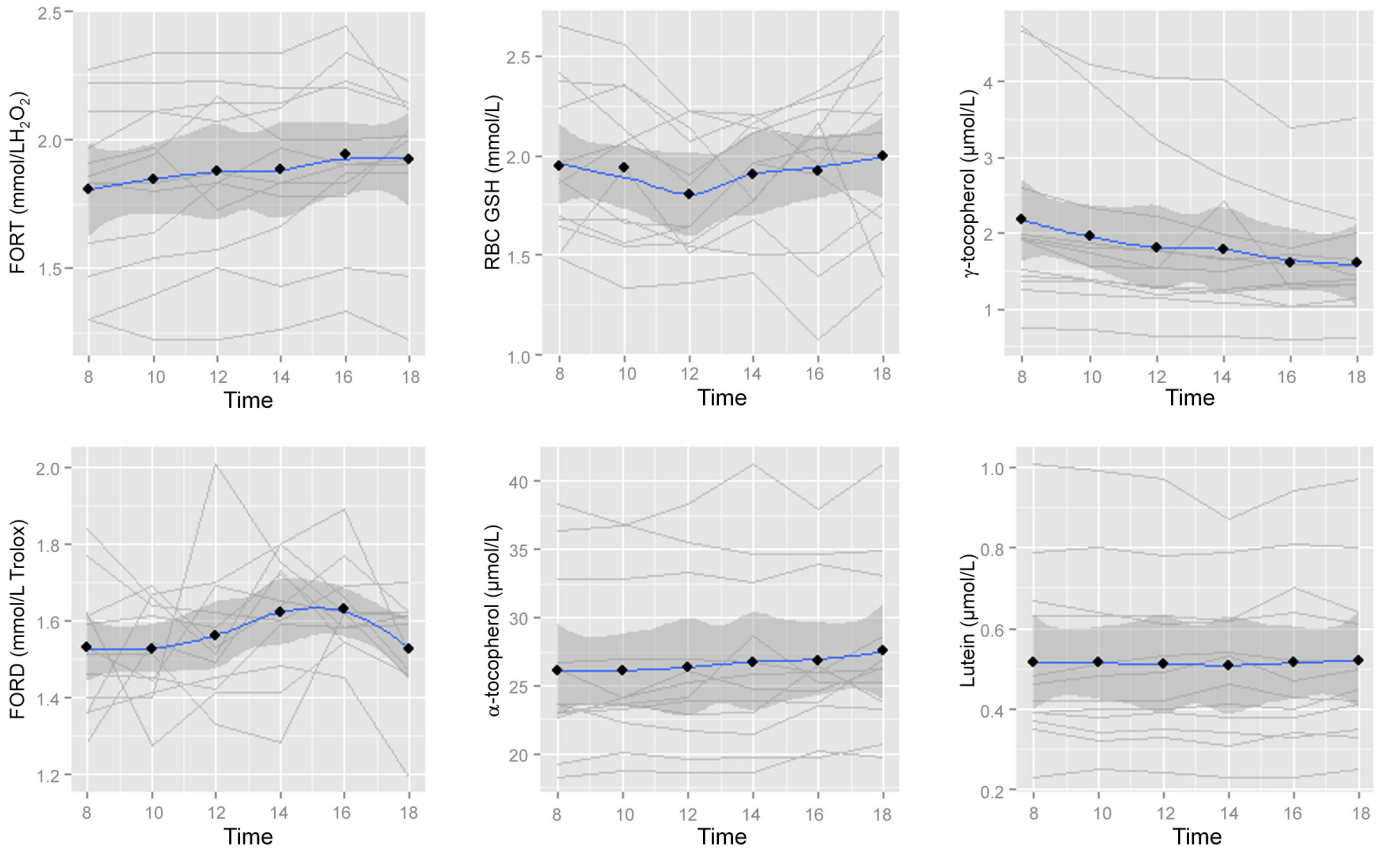 FORT (mmol/LH₂O₂)
2.5
2.0
1.5
8 10 12 14 16 18
Time
RBC GSH (mmol/L)
2.5
2.0
1.5
1.0
8 10 12 14 16 18
Time
γ-tocopherol (μmol/L)
4
3
2
1
8 10 12 14 16 18
Time
FORD (mmol/L Trolox)
2.0
1.8
1.6
1.4
1.2
8 10 12 14 16 18
Time
α-tocopherol (μmol/L)
40
35
30
25
20
8 10 12 14 16 18
Time
Lutein (μmol/L)
1.0
0.8
0.6
0.4
0.2
8 10 12 14 16 18
Time